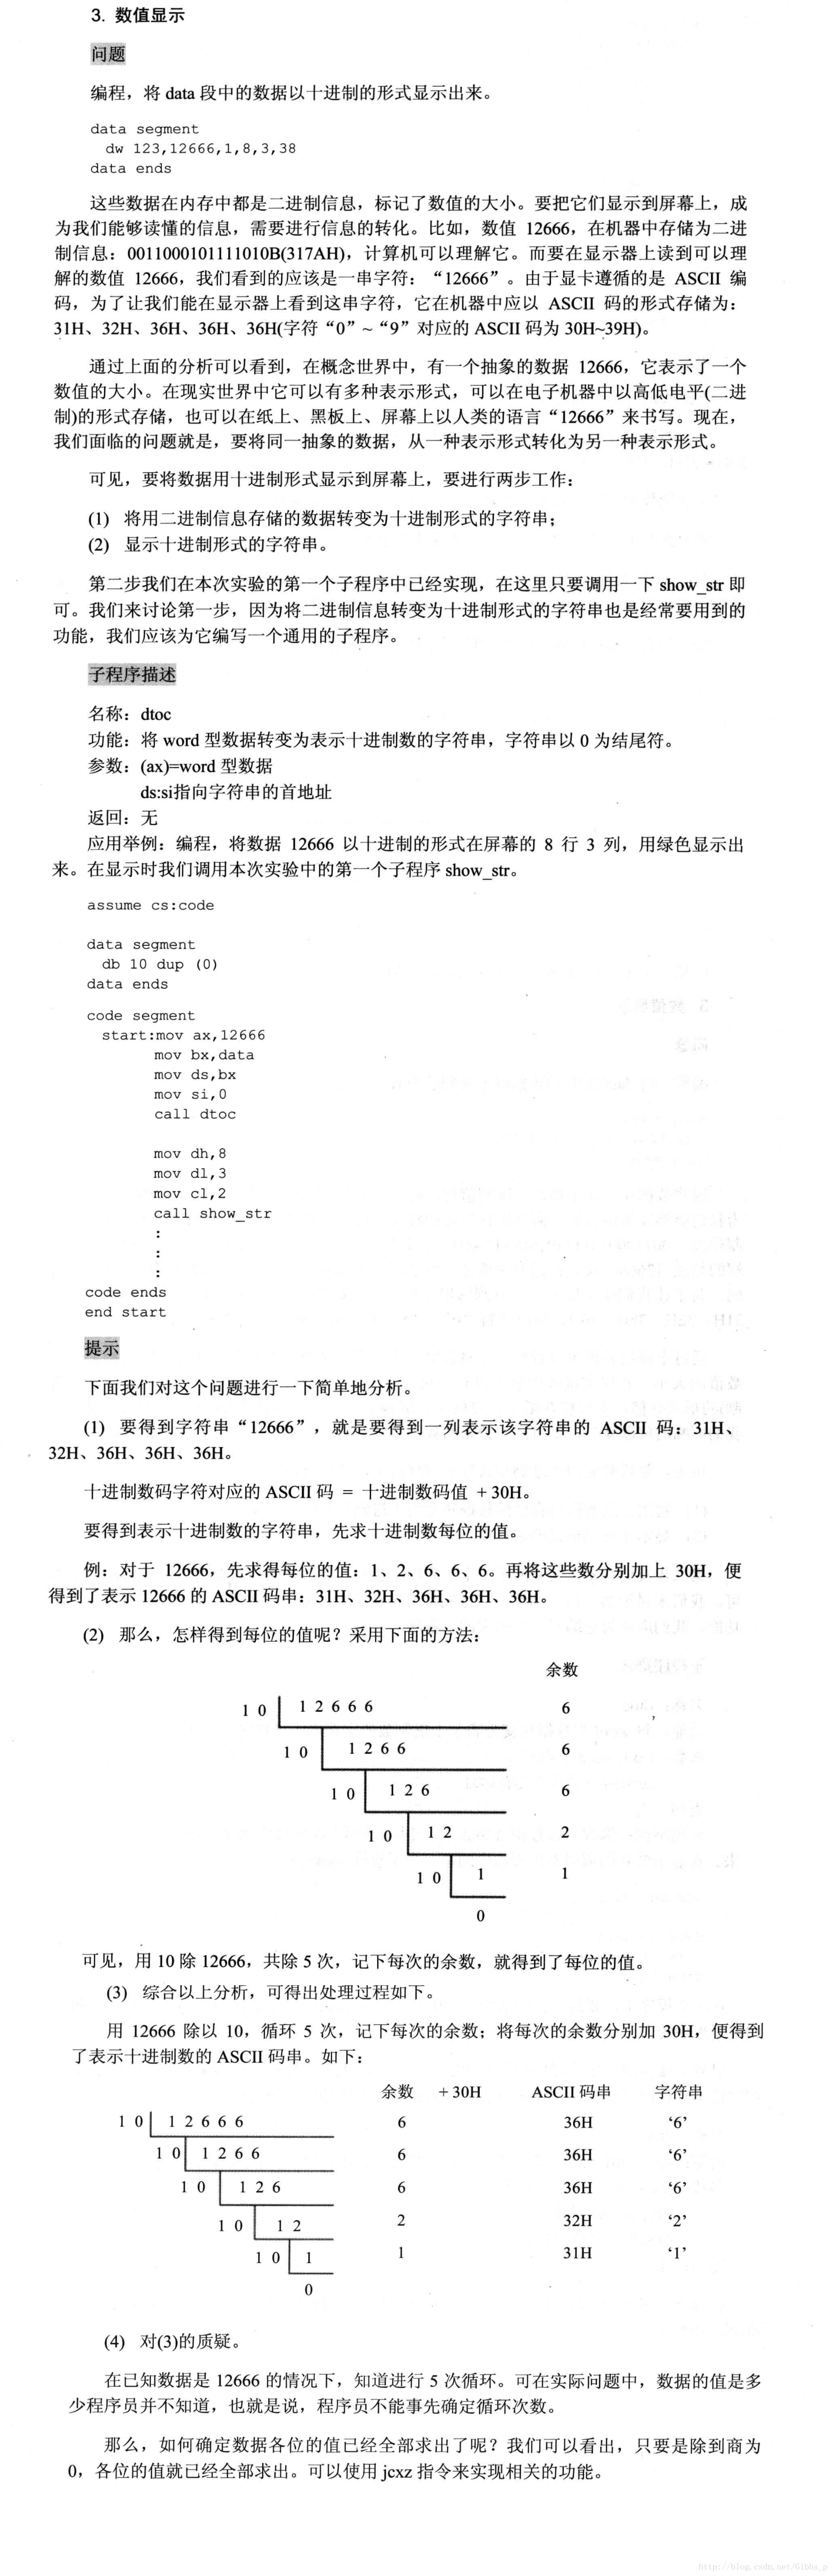 3. 数值显示
问题
编程，将 data 段中的数据以十进制的形式显示出来。
data segment
dw 123,12666,1,8,3,38
data ends
这些数据在内存中都是二进制信息，标记了数值的大小。要把它们显示到屏幕上，成
为我们能够读懂的信息，需要进行信息的转化。比如，数值 12666，在机器中存储为二进
制信息：0011000101111010B(317AH)，计算机可以理解它。而要在显示器上读到可以理
解的数值 12666，我们看到的应该是一串字符：“12666”。由于显卡遵循的是 ASCII 编
码，为了让我们能在显示器上看到这串字符，它在机器中应以 ASCII 码的形式存储为：
31H、32H、36H、36H、36H(字符“0”~“9”对应的 ASCII 码为 30H~39H)。
通过上面的分析可以看到，在概念世界中，有一个抽象的数据 12666，它表示了一个
数值的大小。在现实世界中它可以有多种表示形式，可以在电子机器中以高低电平(二进
制)的形式存储，也可以在纸上、黑板上、屏幕上以人类的语言“12666”来书写。现在，
我们面临的问题就是，要将同一抽象的数据，从一种表示形式转化为另一种表示形式。
可见，要将数据用十进制形式显示到屏幕上，要进行两步工作：
(1) 将用二进制信息存储的数据转变为十进制形式的字符串；
(2) 显示十进制形式的字符串。
第二步我们在本次实验的第一个子程序中已经实现，在这里只要调用一下 show_str 即
可。我们来讨论第一步，因为将二进制信息转变为十进制形式的字符串也是经常要用到的
功能，我们应该为它编写一个通用的子程序。
子程序描述
名称：dtoc
功能：将 word 型数据转变为表示十进制数的字符串，字符串以 0 为结尾符。
参数：(ax)=word 型数据
ds:si指向字符串的首地址
返回：无
应用举例：编程，将数据 12666 以十进制的形式在屏幕的 8 行 3 列，用绿色显示出
来。在显示时我们调用本次实验中的第一个子程序 show_str。
assume cs:code
data segment
db 10 dup (0)
data ends
code segment
start:mov ax,12666
mov bx,data
mov ds,bx
mov si,0
call dtoc
mov dh,8
mov dl,3
mov cl,2
call show_str
:
:
:
code ends
end start
提示
下面我们对这个问题进行一下简单地分析。
(1) 要得到字符串“12666”，就是要得到一列表示该字符串的 ASCII 码：31H、
32H、36H、36H、36H。
十进制数码字符对应的 ASCII 码 = 十进制数码值 +30H。
要得到表示十进制数的字符串，先求十进制数每位的值。
例：对于 12666，先求得每位的值：1、2、6、6、6。再将这些数分别加上 30H，便
得到了表示 12666 的 ASCII 码串：31H、32H、36H、36H、36H。
(2) 那么，怎样得到每位的值呢？采用下面的方法：
余数
10 12666 6
10 1266 6
10 126 6
10 12 2
10 1 1
0
可见，用 10 除 12666，共除 5 次，记下每次的余数，就得到了每位的值。
(3) 综合以上分析，可得出处理过程如下。
用 12666 除以 10，循环 5 次，记下每次的余数；将每次的余数分别加 30H，便得到
了表示十进制数的 ASCII 码串。如下：
余数 +30H ASCII 码串 字符串
10 12666 6 36H ‘6’
10 1266 6 36H ‘6’
10 126 6 36H ‘6’
10 12 2 32H ‘2’
10 1 1 31H ‘1’
0
(4) 对(3)的质疑。
在已知数据是 12666 的情况下，知道进行 5 次循环。可在实际问题中，数据的值是多
少程序员并不知道，也就是说，程序员不能事先确定循环次数。
那么，如何确定数据各位的值已经全部求出了呢？我们可以看出，只要是除到商为
0，各位的值就已经全部求出。可以使用 jcxz 指令来实现相关的功能。